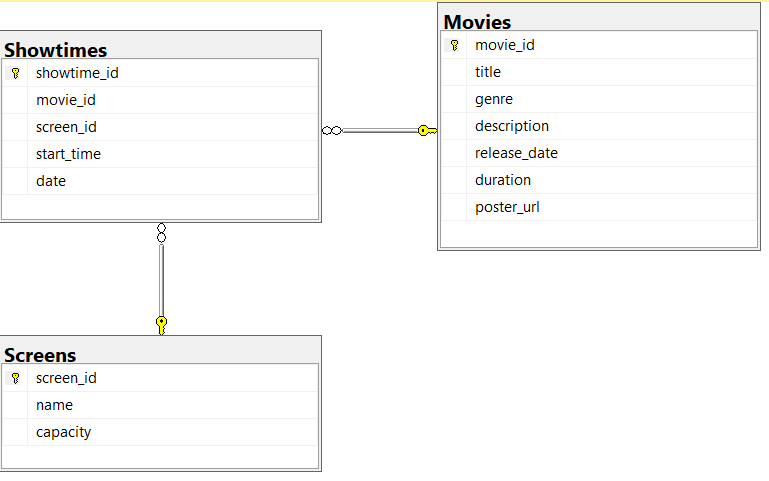 Showtimes
showtime_id
movie_id
screen_id
start_time
date
Movies
movie_id
title
genre
description
release_date
duration
poster_url
Screens
screen_id
name
capacity